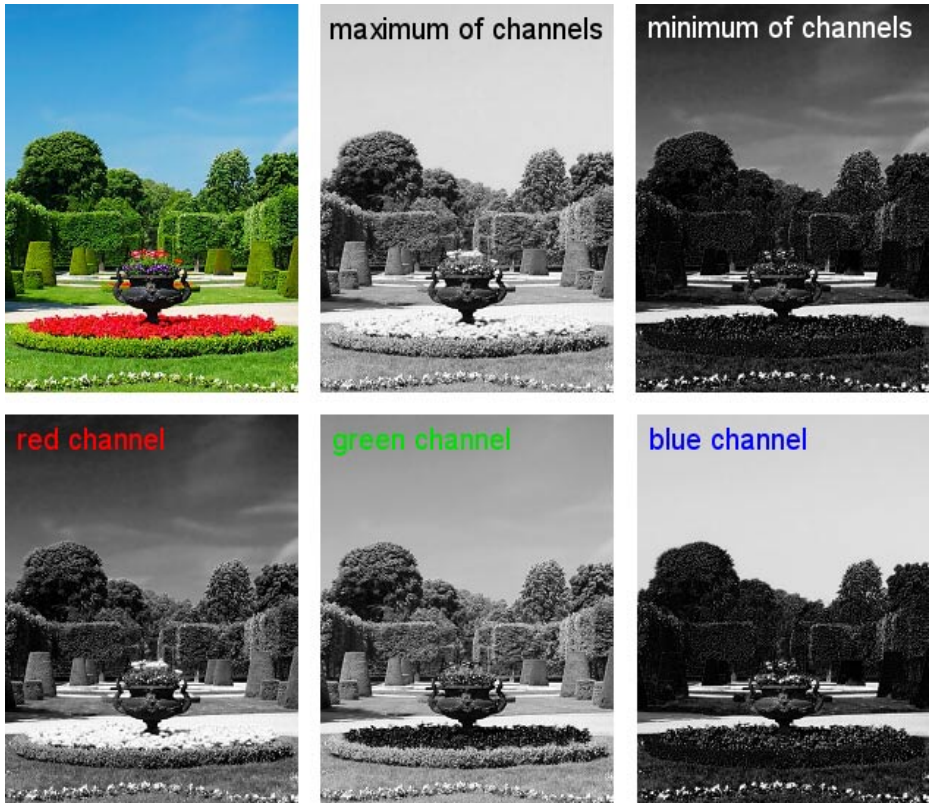 maximum of channels
minimum of channels
red channel
green channel
blue channel